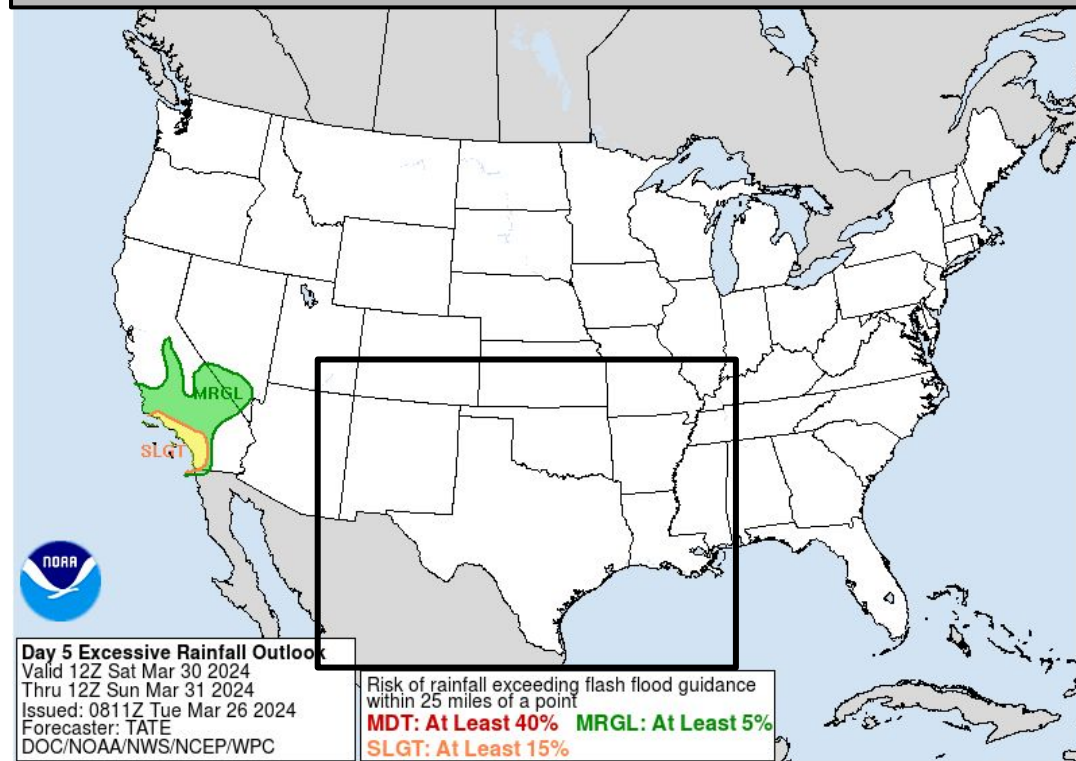 MRGL
SLGT
NOAA
Day 5 Excessive Rainfall Outlook
Valid 12Z Sat Mar 30 2024
Thru 12Z Sun Mar 31 2024
Issued: 0811Z Tue Mar 26 2024
Forecaster: TATE
DOC/NOAA/NWS/NCEP/WPC
Risk of rainfall exceeding flash flood guidance
within 25 miles of a point
MDT: At Least 40% MRGL: At Least 5%
SLGT: At Least 15%